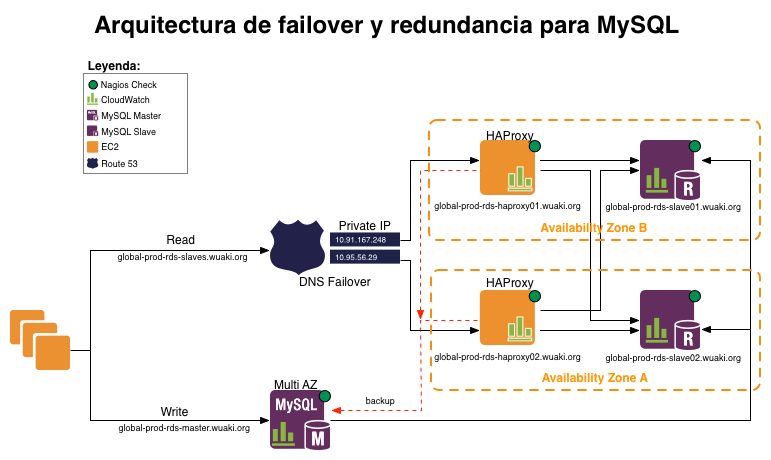 Arquitectura de failover y redundancia para MySQL
Leyenda:
Nagios Check
CloudWatch
MySQL Master
MySQL Slave
EC2
Route 53
HAProxy
global-prod-rds-haproxy01.wuaki.org
R
global-prod-rds-slave01.wuaki.org
Availability Zone B
Read
global-prod-rds-slaves.wuaki.org
Private IP
10.91.167.248
10.95.56.29
DNS Failover
HAProxy
global-prod-rds-haproxy02.wuaki.org
R
global-prod-rds-slave02.wuaki.org
Availability Zone A
Multi AZ
MySQL
M
backup
Write
global-prod-rds-master.wuaki.org